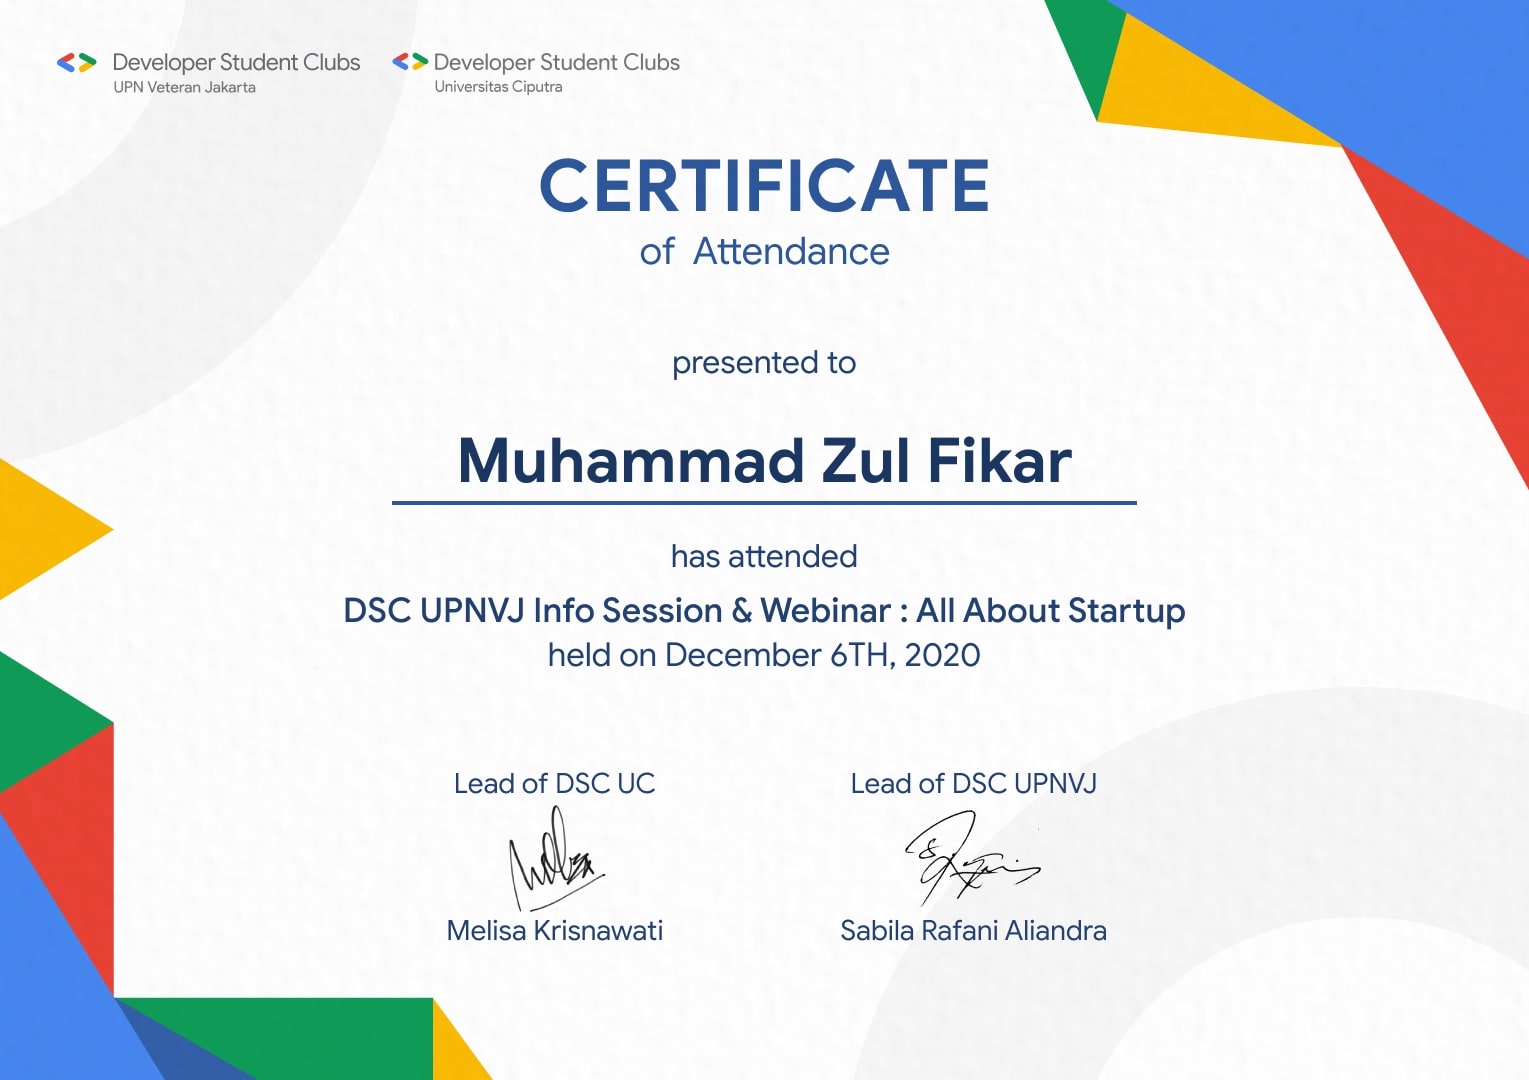 Developer Student Clubs
UPN Veteran Jakarta
Developer Student Clubs
Universitas Ciputra
CERTIFICATE
of Attendance
presented to
Muhammad Zul Fikar
has attended
DSC UPNVJ Info Session & Webinar : All About Startup
held on December 6TH, 2020
Lead of DSC UC
Melisa Krisnawati
Lead of DSC UPNVJ
Sabila Rafani Aliandra